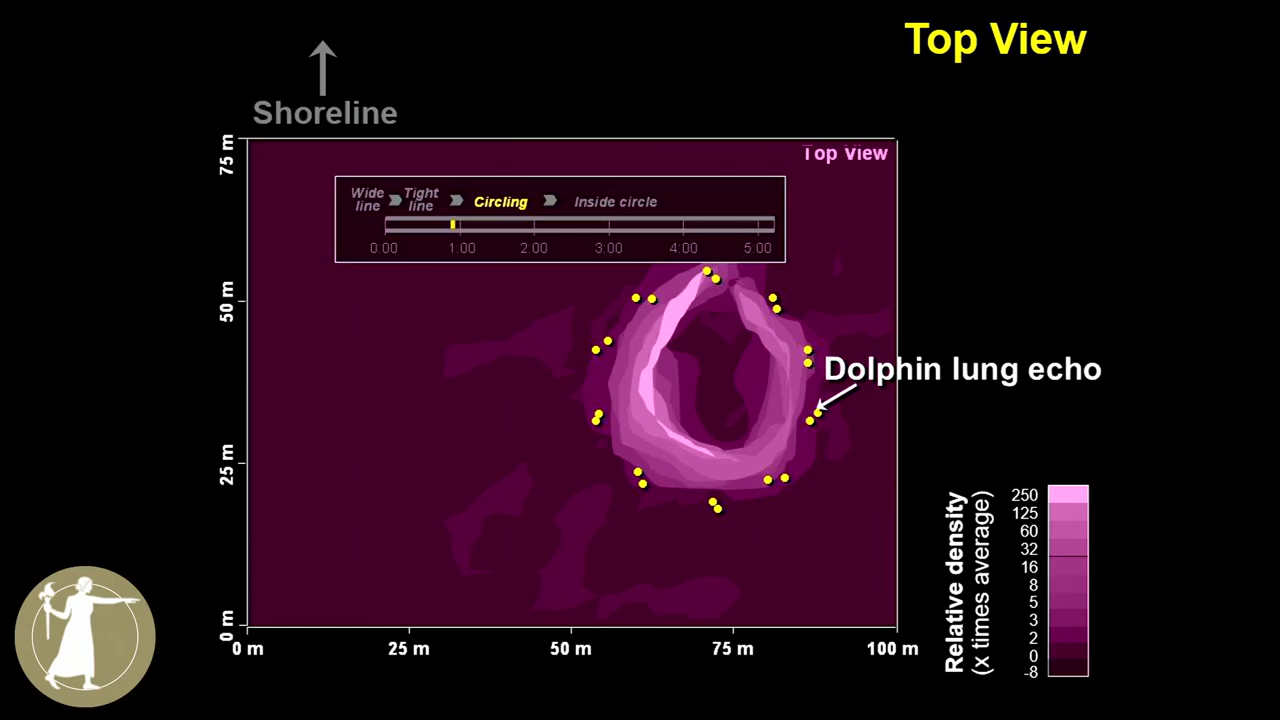 Top View
Shoreline
Top View
Wide line
Tight line
Circling
Inside circle
0:00 1:00 2:00 3:00 4:00 5:00
75 m
50 m
25 m
0 m
Dolphin lung echo
0 m 25 m 50 m 75 m 100 m
Relative density
(x times average)
250
125
60
32
16
8
5
3
2
0
-8